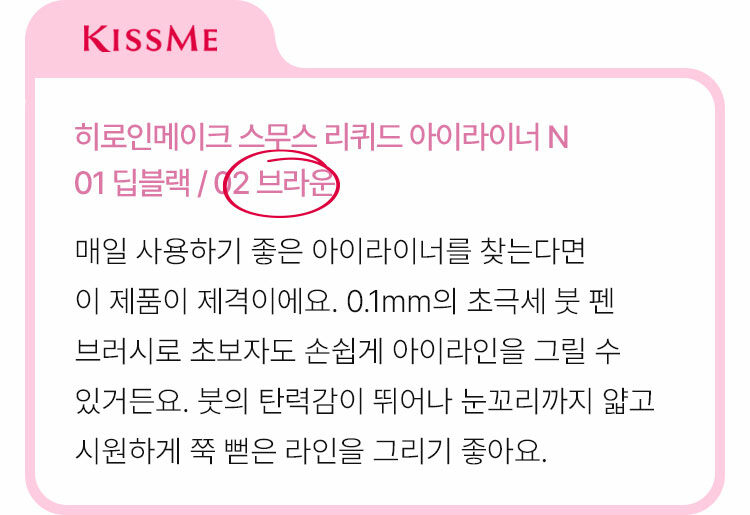 KISSME
히로인메이크 스무스 리퀴드 아이라이너 N
01 딥블랙 / 02 브라운
매일 사용하기 좋은 아이라이너를 찾는다면
이 제품이 제격이에요. 0.1mm의 초극세 붓 펜
브러시로 초보자도 손쉽게 아이라인을 그릴 수
있거든요. 붓의 탄력감이 뛰어나 눈꼬리까지 얇고
시원하게 쭉 뻗은 라인을 그리기 좋아요.